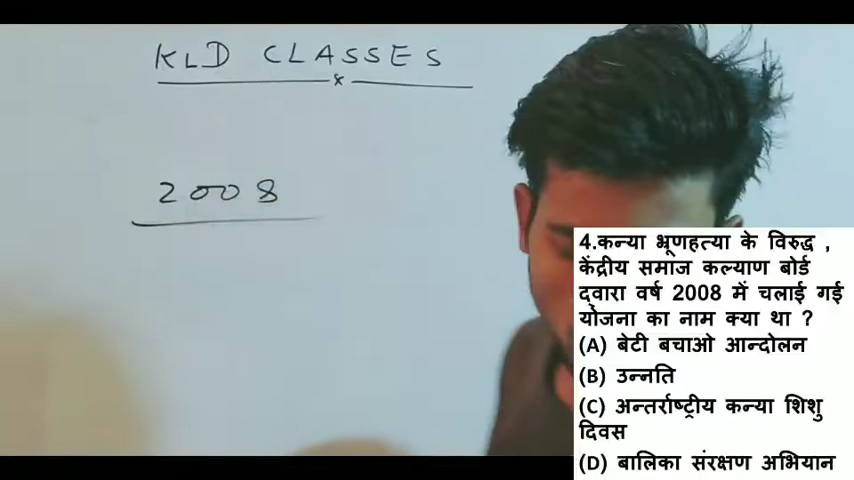 KLD CLASSES
x
2008
4.कन्या भ्रूणहत्या के विरुद्ध ,
केंद्रीय समाज कल्याण बोर्ड
द्वारा वर्ष 2008 में चलाई गई
योजना का नाम क्या था ?
(A) बेटी बचाओ आन्दोलन
(B) उन्नति
(C) अन्तर्राष्ट्रीय कन्या शिशु
दिवस
(D) बालिका संरक्षण अभियान